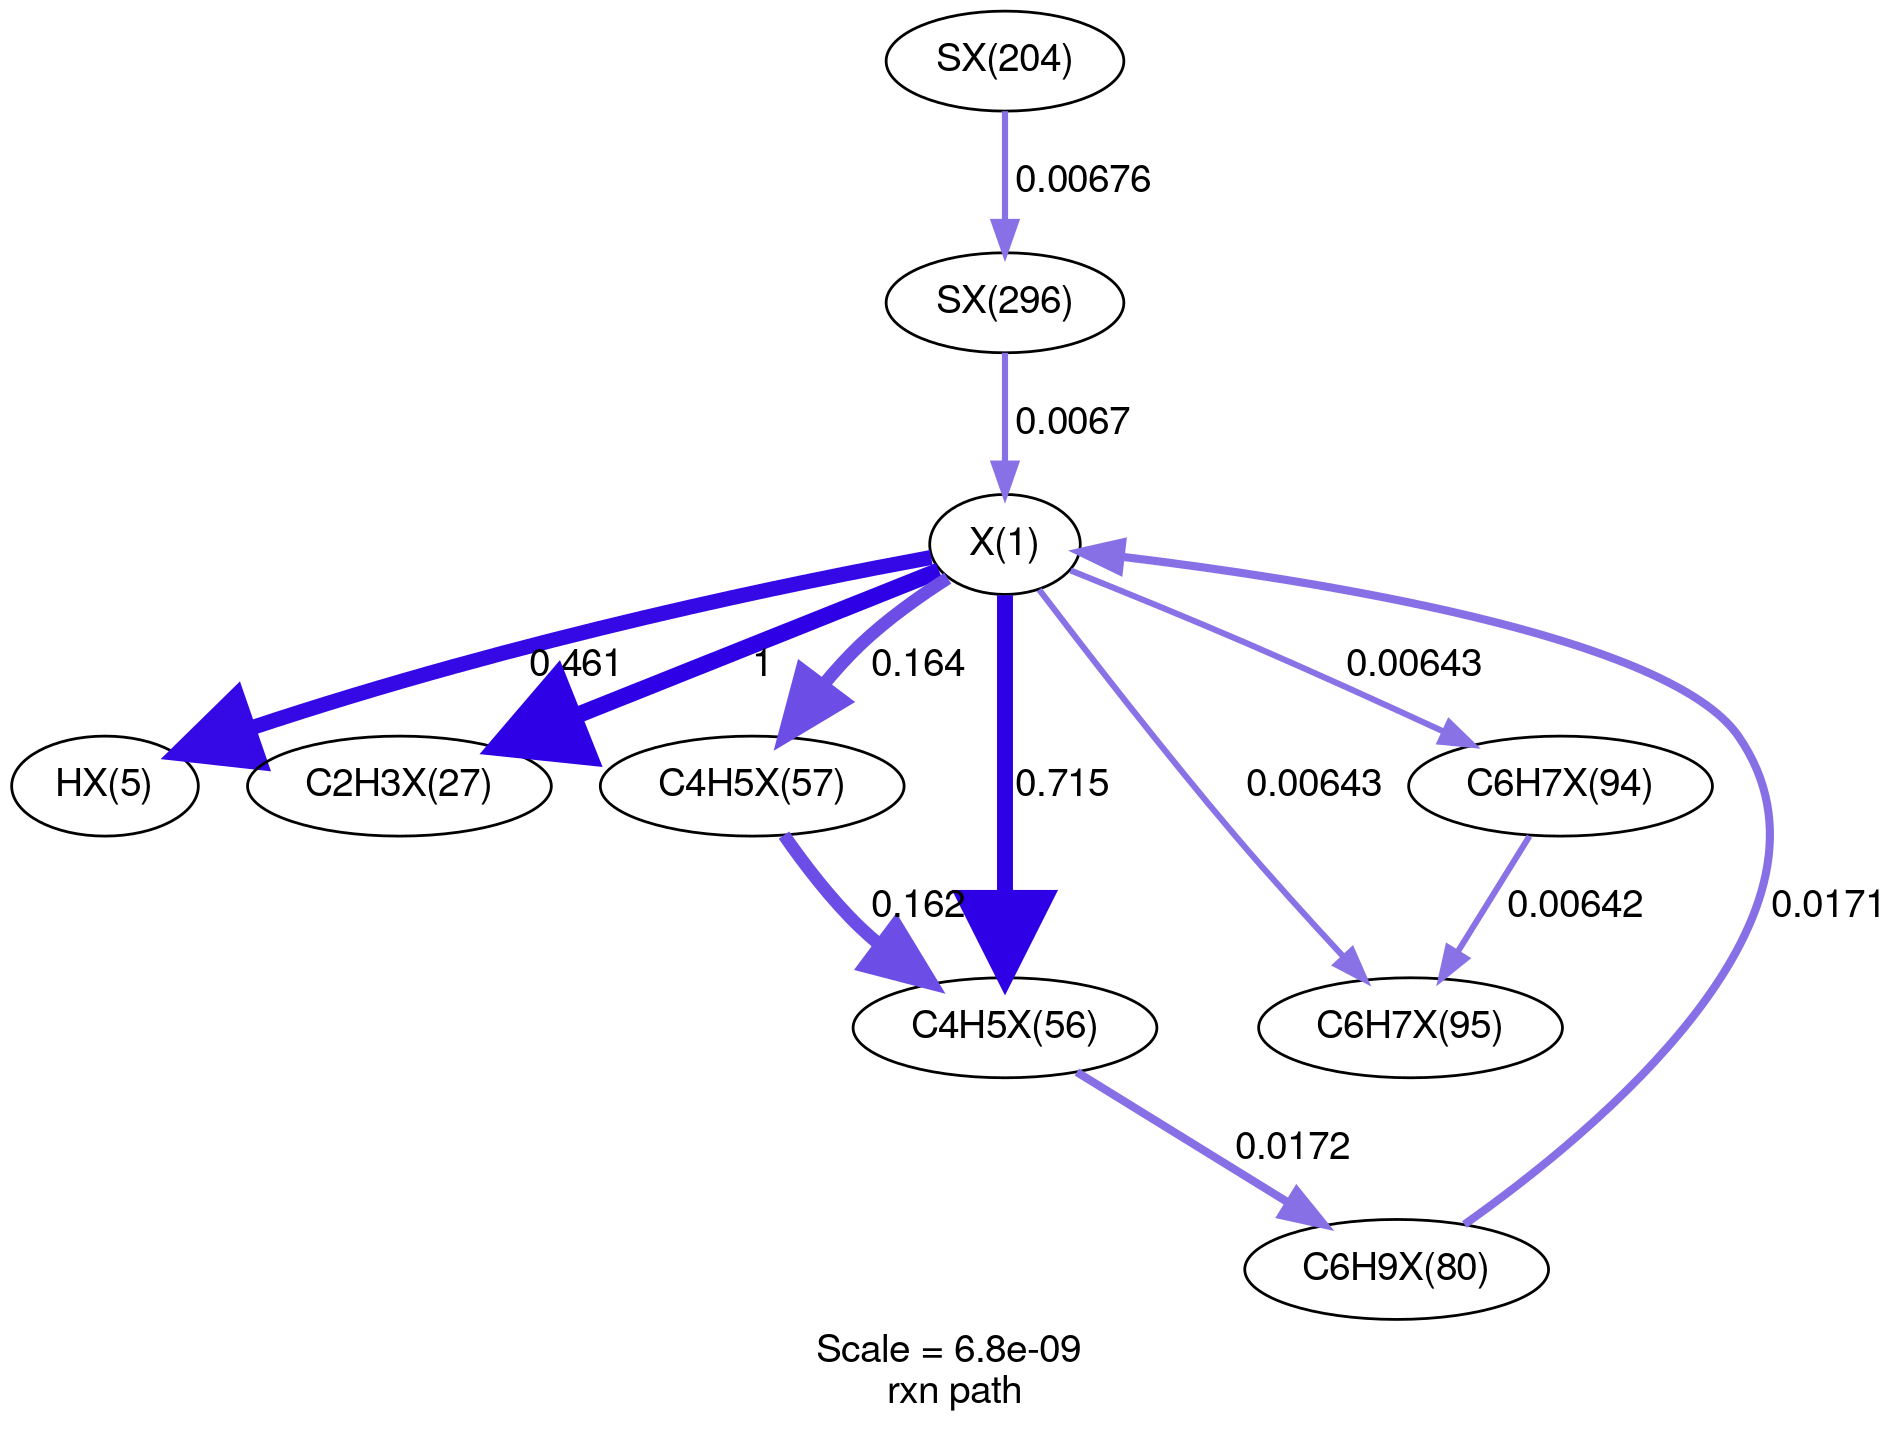 SX(204)
0.00676
SX(296)
0.0067
X(1)
0.461
1
0.164
0.00643
HX(5)
C2H3X(27)
C4H5X(57)
0.715
0.00643
C6H7X(94)
0.162
0.00642
0.0171
C4H5X(56)
C6H7X(95)
0.0172
C6H9X(80)
Scale = 6.8e-09
rxn path